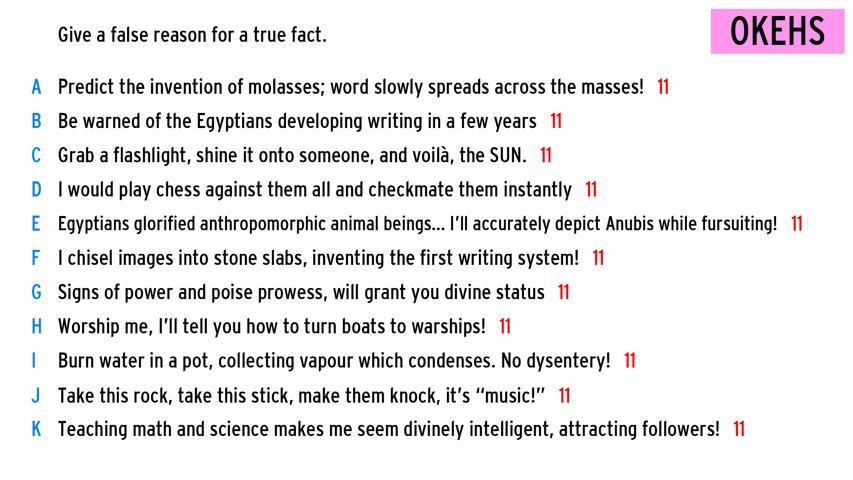 Give a false reason for a true fact.
OKEHS
A Predict the invention of molasses; word slowly spreads across the masses! 11
B Be warned of the Egyptians developing writing in a few years 11
C Grab a flashlight, shine it onto someone, and voilà, the SUN. 11
D I would play chess against them all and checkmate them instantly 11
E Egyptians glorified anthropomorphic animal beings... I'll accurately depict Anubis while fursuiting! 11
F I chisel images into stone slabs, inventing the first writing system! 11
G Signs of power and poise prowess, will grant you divine status 11
H Worship me, I'll tell you how to turn boats to warships! 11
I Burn water in a pot, collecting vapour which condenses. No dysentery! 11
J Take this rock, take this stick, make them knock, it's “music!” 11
K Teaching math and science makes me seem divinely intelligent, attracting followers! 11